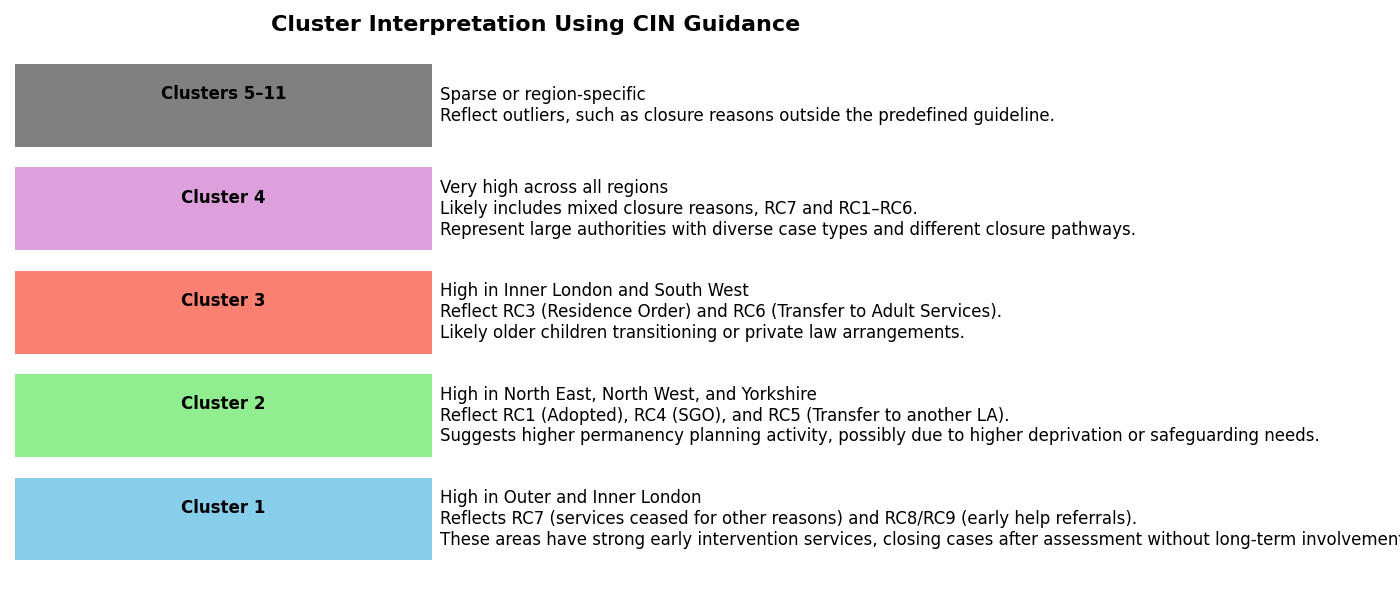 Cluster Interpretation Using CIN Guidance
Clusters 5–11
Sparse or region-specific
Reflect outliers, such as closure reasons outside the predefined guideline.
Cluster 4
Very high across all regions
Likely includes mixed closure reasons, RC7 and RC1–RC6.
Represent large authorities with diverse case types and different closure pathways.
Cluster 3
High in Inner London and South West
Reflect RC3 (Residence Order) and RC6 (Transfer to Adult Services).
Likely older children transitioning or private law arrangements.
Cluster 2
High in North East, North West, and Yorkshire
Reflect RC1 (Adopted), RC4 (SGO), and RC5 (Transfer to another LA).
Suggests higher permanency planning activity, possibly due to higher deprivation or safeguarding needs.
Cluster 1
High in Outer and Inner London
Reflects RC7 (services ceased for other reasons) and RC8/RC9 (early help referrals).
These areas have strong early intervention services, closing cases after assessment without long-term involvement